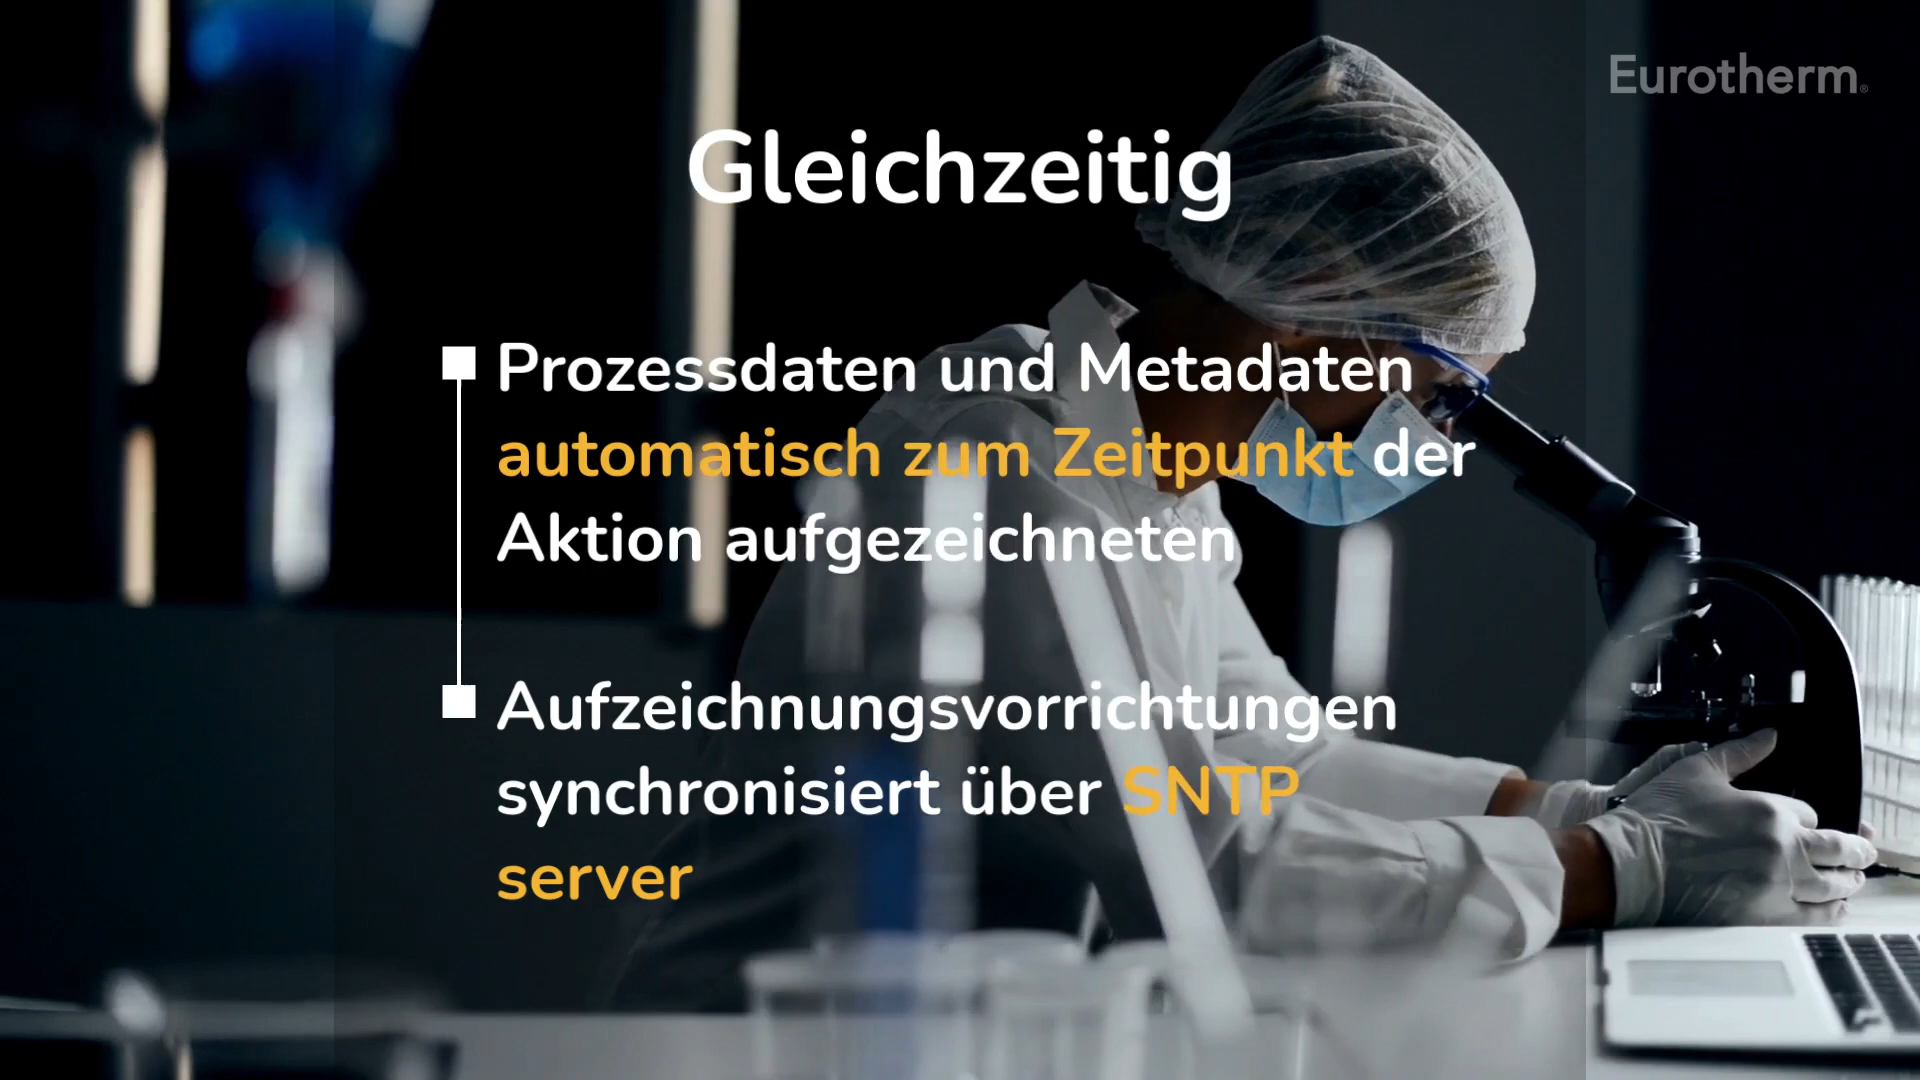 Eurotherm®
Gleichzeitig
Prozessdaten und Metadaten
automatisch zum Zeitpunkt der
Aktion aufgezeichneten
Aufzeichnungsvorrichtungen
synchronisiert über SNTP
server